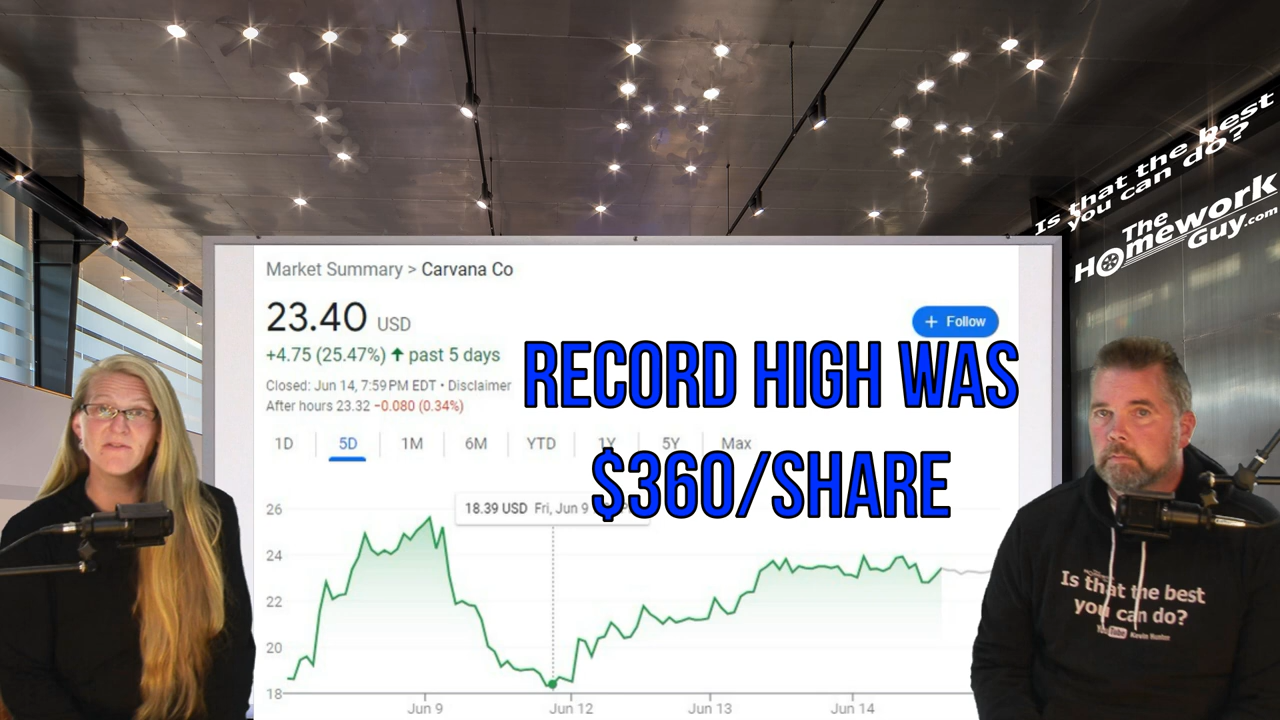 Is that the best
you can do?
The
Homework
Guy.com
Market Summary > Carvana Co
23.40 USD
+ Follow
+4.75 (25.47%) ↑ past 5 days
Closed: Jun 14, 7:59 PM EDT • Disclaimer
After hours 23.32 −0.080 (0.34%)
RECORD HIGH WAS
$360/SHARE
1D 5D 1M 6M YTD 1Y 5Y Max
18.39 USD Fri, Jun 9
26
24
22
20
18
Jun 9 Jun 12 Jun 13 Jun 14
Is that the best
you can do?
YouTube Kevin Hunter